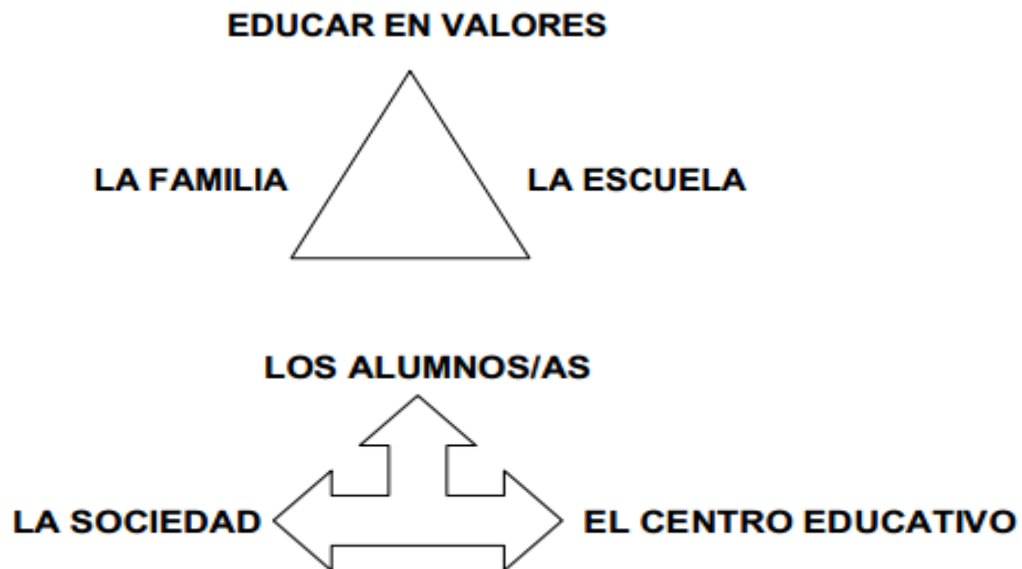 EDUCAR EN VALORES
LA FAMILIA
LA ESCUELA
LOS ALUMNOS/AS
LA SOCIEDAD
EL CENTRO EDUCATIVO